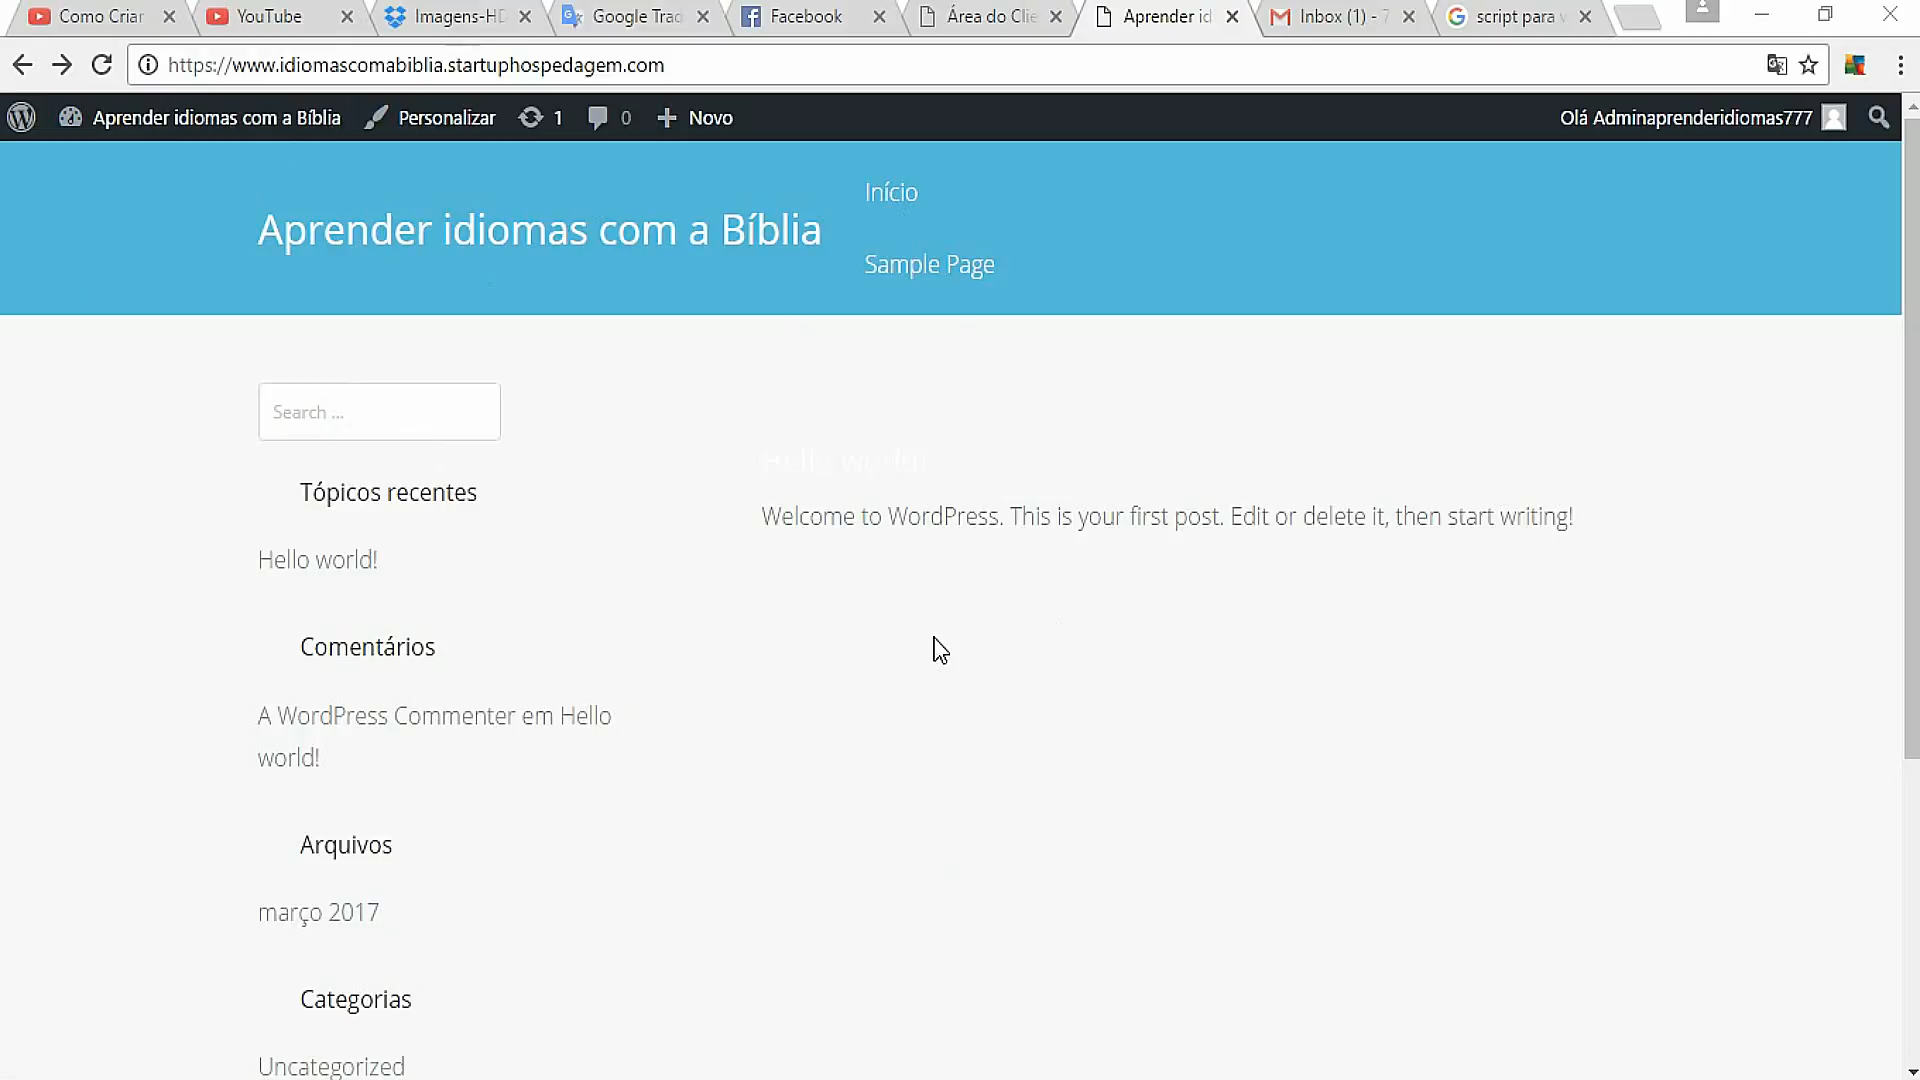 Como Criar
YouTube
Imagens-HD
Google Trad
Facebook
Área do Clie
Aprender id
Inbox (1) - 7
script para v
https://www.idiomascomabiblia.startuphospedagem.com
Aprender idiomas com a Bíblia
Personalizar
1
0
Novo
Olá Adminaprenderidiomas777
Aprender idiomas com a Bíblia
Início
Sample Page
Search ...
Hello world!
Welcome to WordPress. This is your first post. Edit or delete it, then start writing!
Tópicos recentes
Hello world!
Comentários
A WordPress Commenter em Hello
world!
Arquivos
março 2017
Categorias
Uncategorized